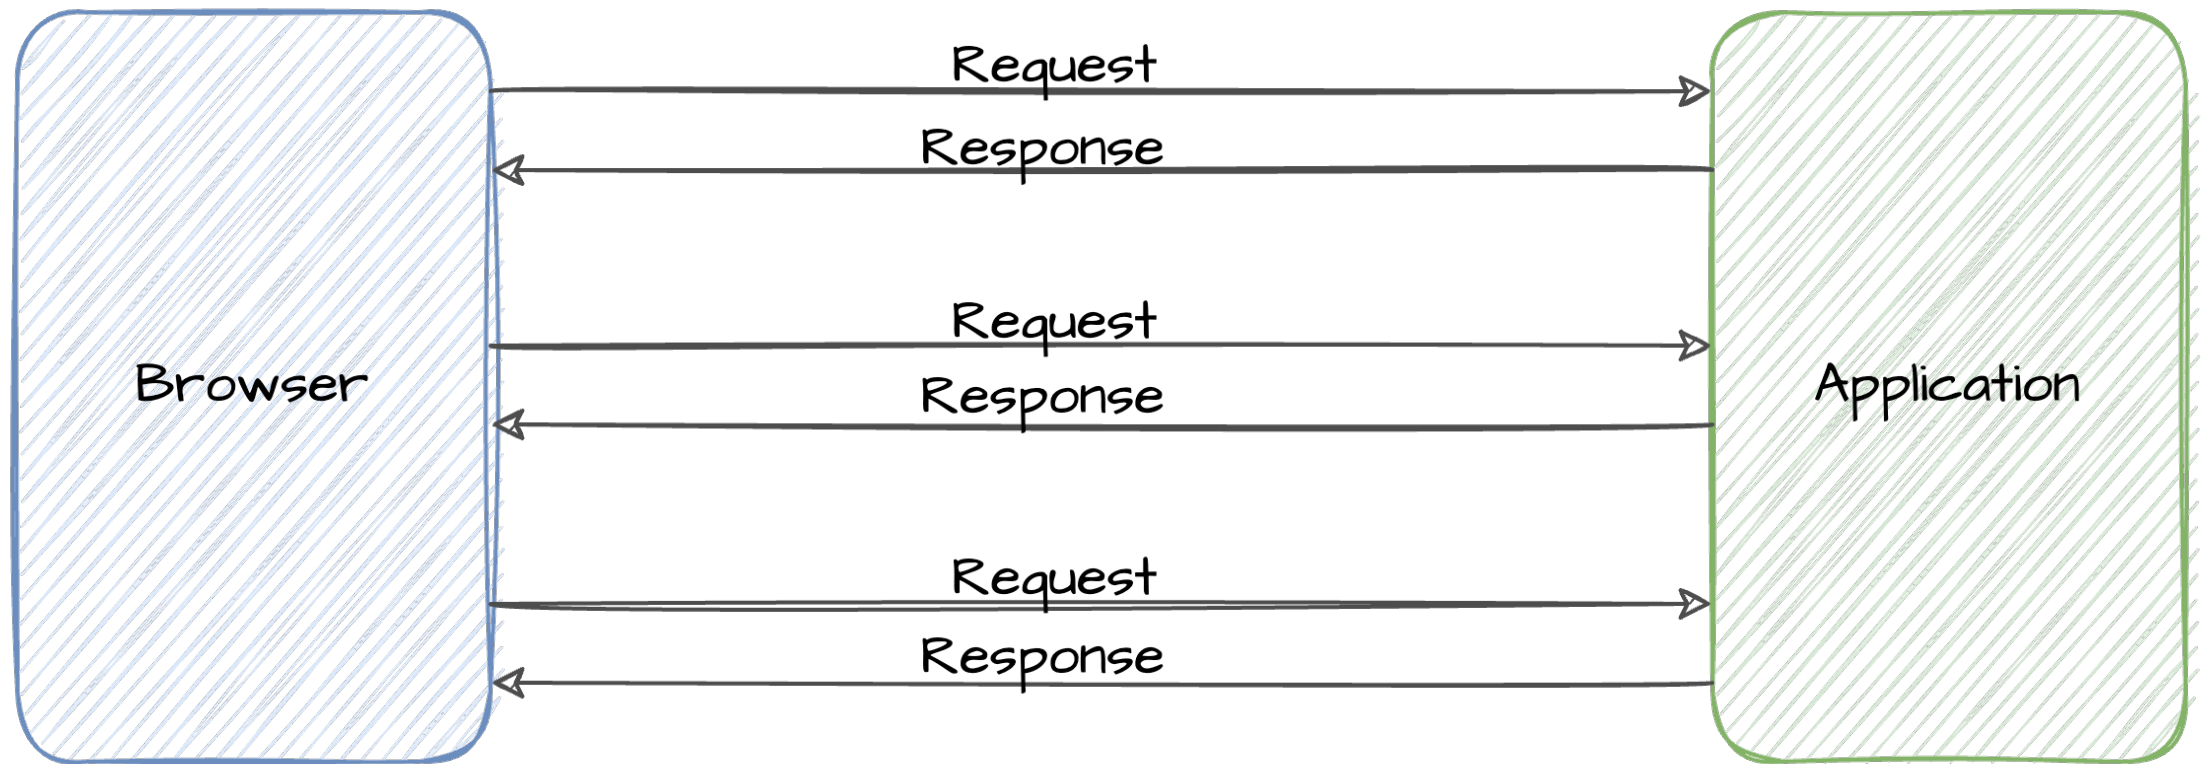 Request
Response
Request
Browser
Application
Response
Request
Response